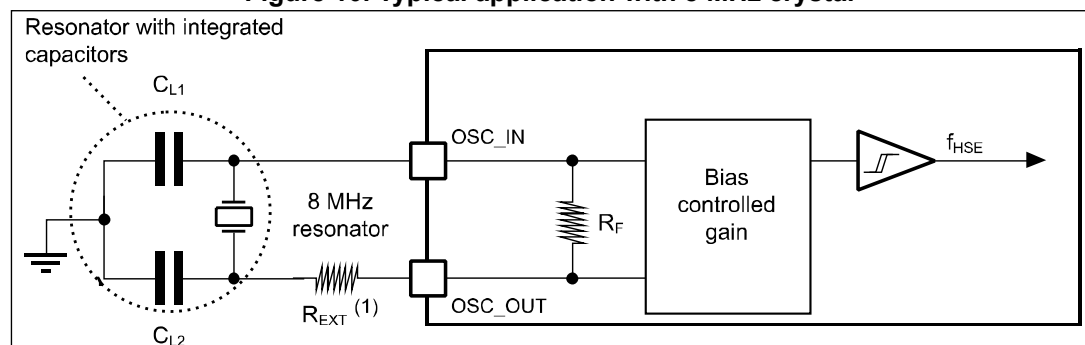 Resonator with integrated
capacitors
CL1
OSC_IN
fHSE
8 MHz
resonator
RF
Bias
controlled
gain
REXT (1)
OSC_OUT
CL2